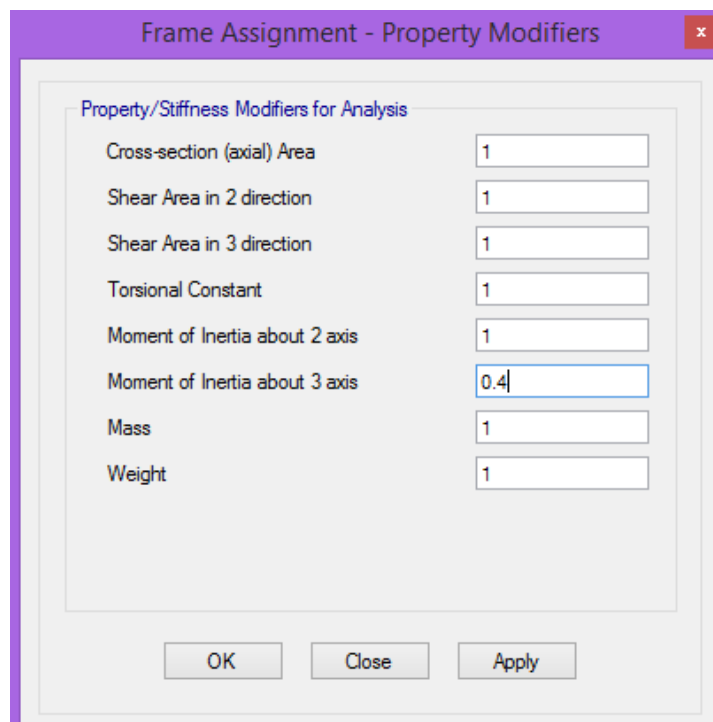 Frame Assignment - Property Modifiers
x
Property/Stiffness Modifiers for Analysis
Cross-section (axial) Area 1
Shear Area in 2 direction 1
Shear Area in 3 direction 1
Torsional Constant 1
Moment of Inertia about 2 axis 1
Moment of Inertia about 3 axis 0.4
Mass 1
Weight 1
OK Close Apply